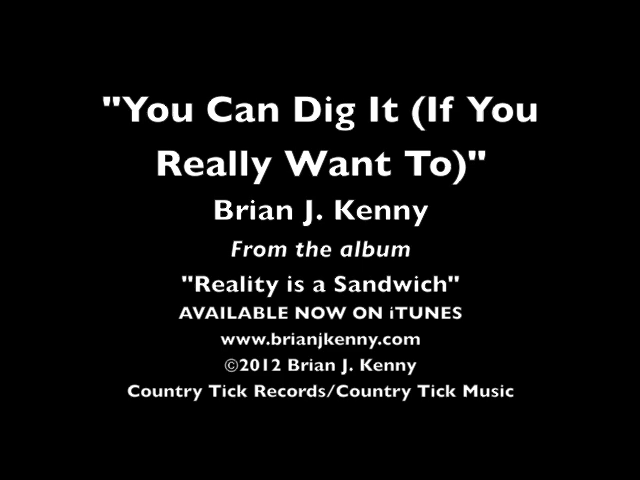 "You Can Dig It (If You
Really Want To)"
Brian J. Kenny
From the album
"Reality is a Sandwich"
AVAILABLE NOW ON iTUNES
www.brianjkenny.com
©2012 Brian J. Kenny
Country Tick Records/Country Tick Music